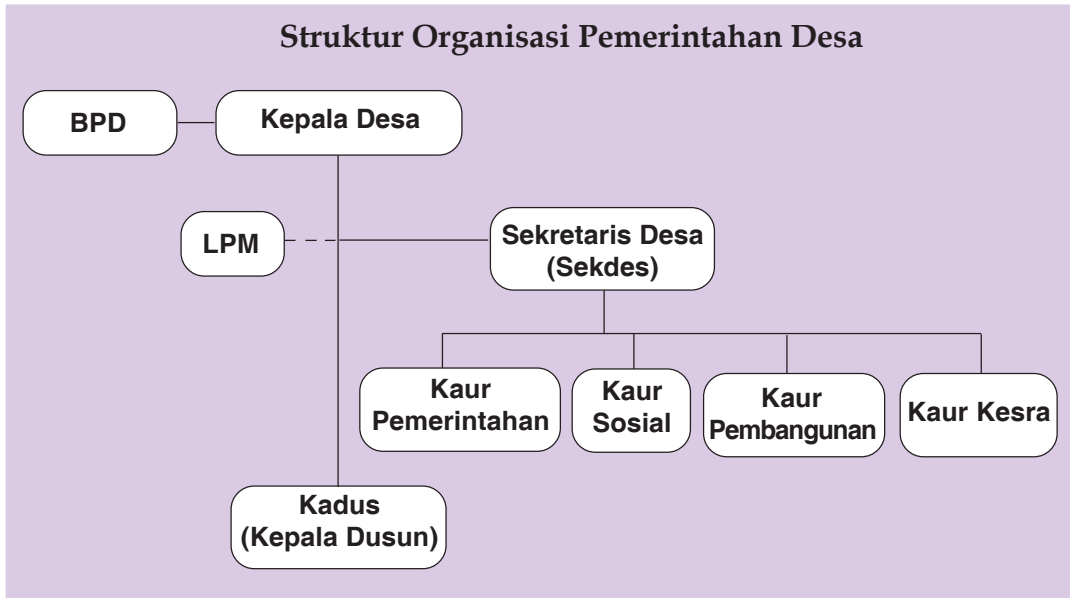 Struktur Organisasi Pemerintahan Desa
BPD
Kepala Desa
LPM
Sekretaris Desa
(Sekdes)
Kaur
Pemerintahan
Kaur
Sosial
Kaur
Pembangunan
Kaur Kesra
Kadus
(Kepala Dusun)